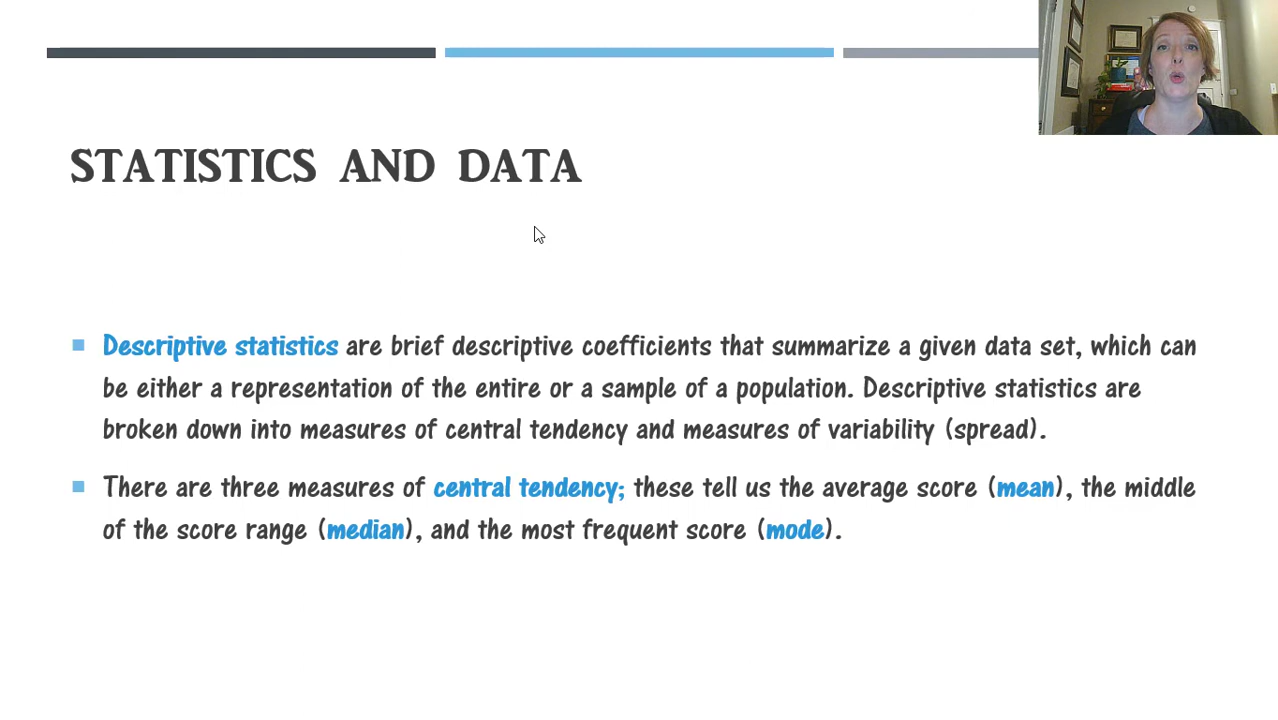 STATISTICS AND DATA
Descriptive statistics are brief descriptive coefficients that summarize a given data set, which can
be either a representation of the entire or a sample of a population. Descriptive statistics are
broken down into measures of central tendency and measures of variability (spread).
There are three measures of central tendency; these tell us the average score (mean), the middle
of the score range (median), and the most frequent score (mode).